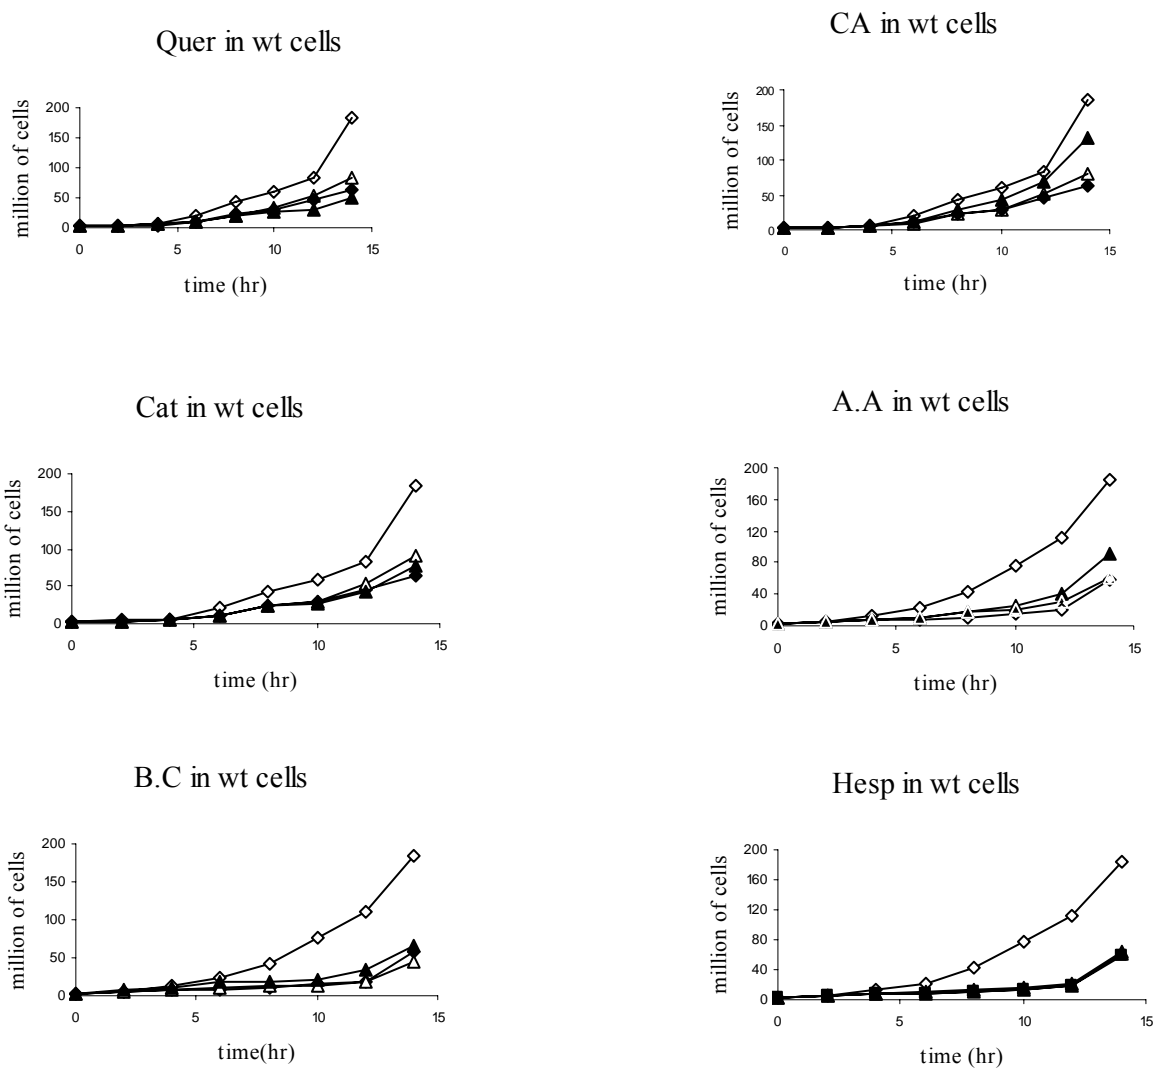 Quer in wt cells
million of cells
200
150
100
50
0
0 5 10 15
time (hr)
CA in wt cells
million of cells
200
150
100
50
0
0 5 10 15
time (hr)
Cat in wt cells
million of cells
200
150
100
50
0
0 5 10 15
time (hr)
A.A in wt cells
million of cells
200
160
120
80
40
0
0 5 10 15
time (hr)
B.C in wt cells
million of cells
200
150
100
50
0
0 5 10 15
time(hr)
Hesp in wt cells
million of cells
200
160
120
80
40
0
0 5 10 15
time (hr)